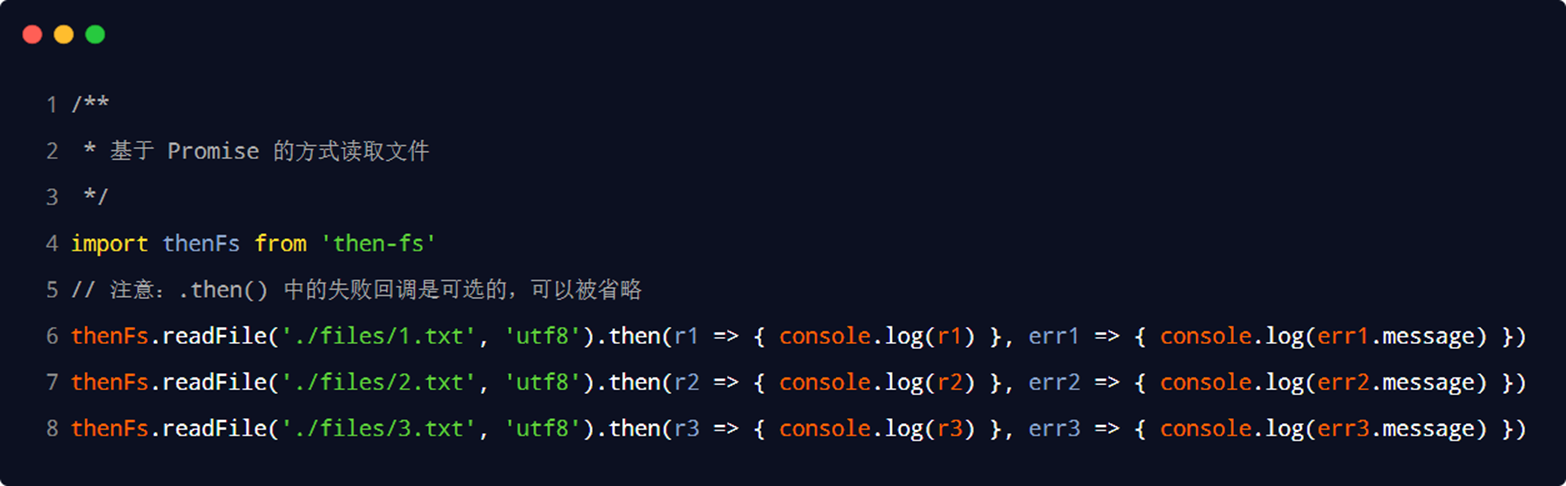 1 /**
2  * 基于 Promise 的方式读取文件
3  */
4 import thenFs from 'then-fs'
5 // 注意：.then() 中的失败回调是可选的，可以被省略
6 thenFs.readFile('./files/1.txt', 'utf8').then(r1 => { console.log(r1) }, err1 => { console.log(err1.message) })
7 thenFs.readFile('./files/2.txt', 'utf8').then(r2 => { console.log(r2) }, err2 => { console.log(err2.message) })
8 thenFs.readFile('./files/3.txt', 'utf8').then(r3 => { console.log(r3) }, err3 => { console.log(err3.message) })